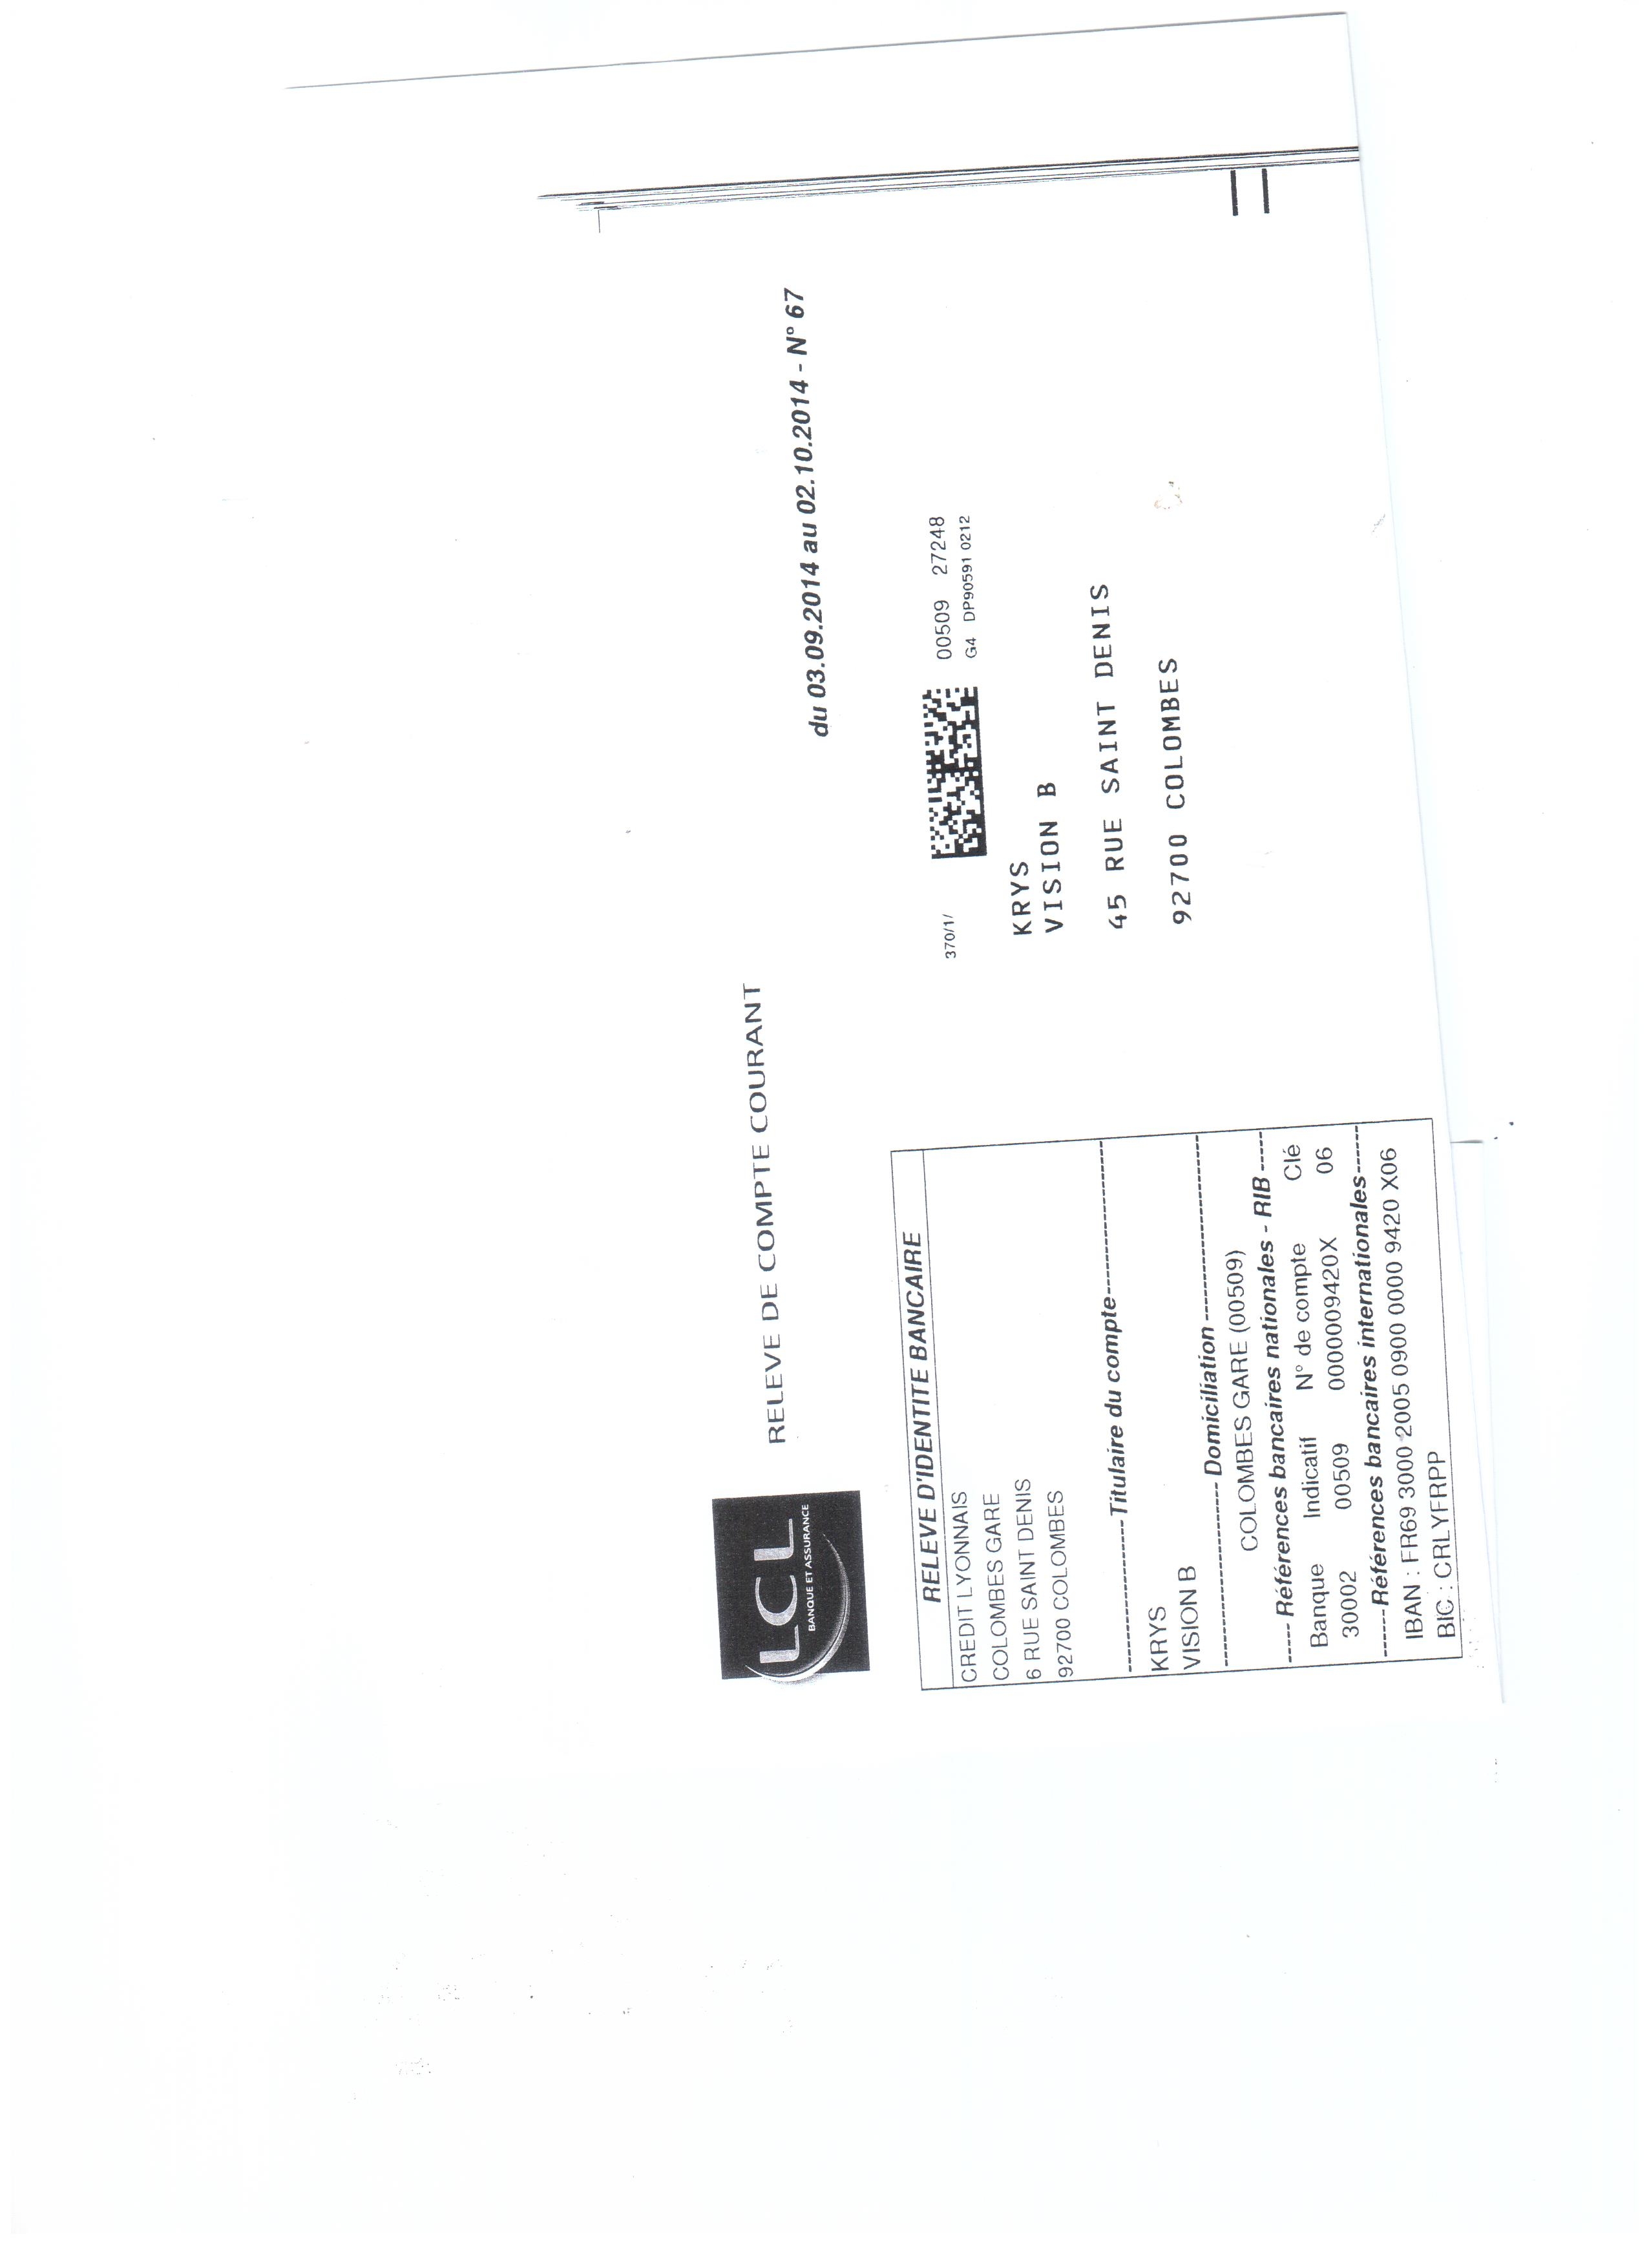 LCL
BANQUE ET ASSURANCE
RELEVE DE COMPTE COURANT
du 03.09.2014 au 02.10.2014 - N° 67
RELEVE D'IDENTITE BANCAIRE
CREDIT LYONNAIS
COLOMBES GARE
6 RUE SAINT DENIS
92700 COLOMBES
Titulaire du compte
KRYS
VISION B
Domiciliation
COLOMBES GARE (00509)
Références bancaires nationales - RIB
Banque Indicatif N° de compte Clé
30002 00509 0000009420X 06
Références bancaires internationales
IBAN : FR69 3000 2005 0900 0000 9420 X06
BIC : CRLYFRPP
370/1/
00509 27248
G4 DP90591 0212
KRYS
VISION B
45 RUE SAINT DENIS
92700 COLOMBES